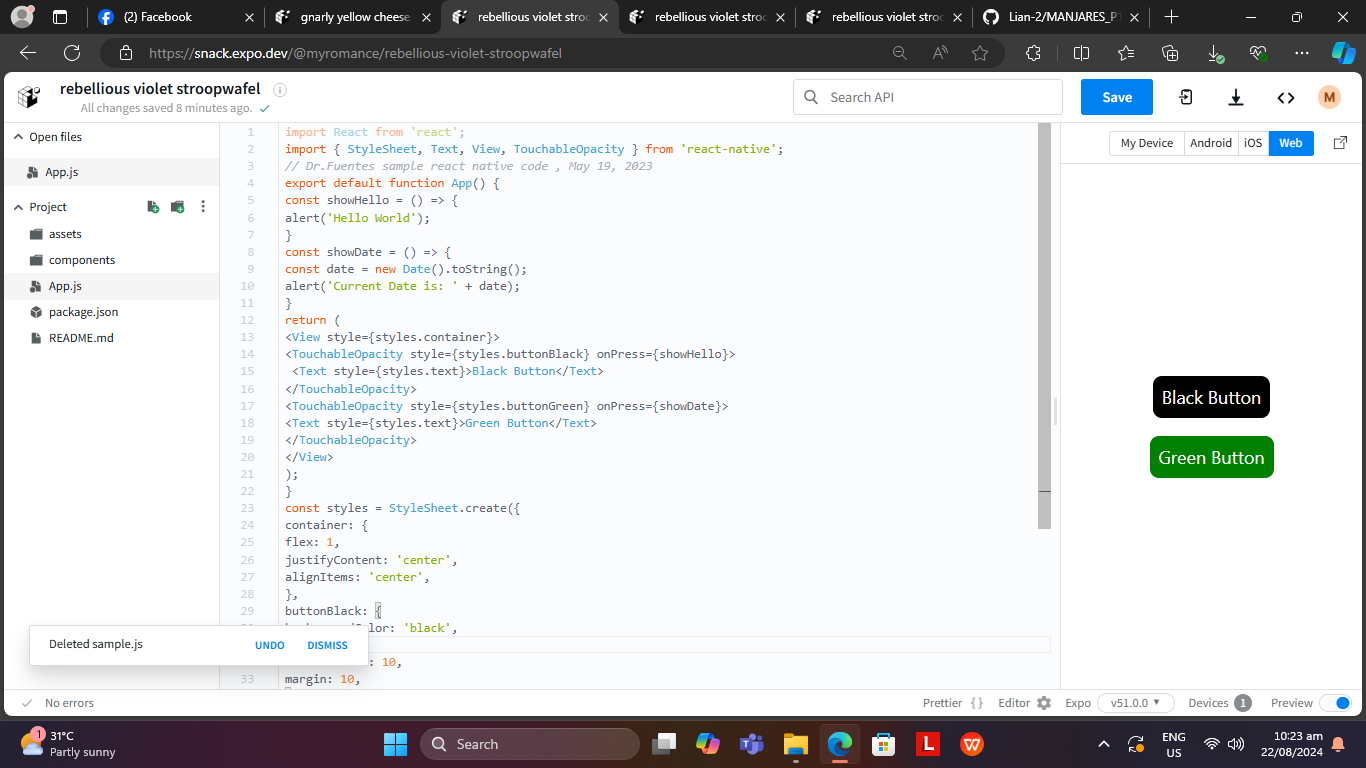 (2) Facebook
gnarly yellow cheese
rebellious violet stroo
rebellious violet stroo
rebellious violet stroo
Lian-2/MANJARES_P
https://snack.expo.dev/@myromance/rebellious-violet-stroopwafel
rebellious violet stroopwafel
All changes saved 8 minutes ago.
Search API
Save
M
Open files
App.js
Project
assets
components
App.js
package.json
README.md
1 import React from 'react';
2 import { StyleSheet, Text, View, TouchableOpacity } from 'react-native';
3 // Dr.Fuentes sample react native code , May 19, 2023
4 export default function App() {
5 const showHello = () => {
6 alert('Hello World');
7 }
8 const showDate = () => {
9 const date = new Date().toString();
10 alert('Current Date is: ' + date);
11 }
12 return (
13 <View style={styles.container}>
14 <TouchableOpacity style={styles.buttonBlack} onPress={showHello}>
15 <Text style={styles.text}>Black Button</Text>
16 </TouchableOpacity>
17 <TouchableOpacity style={styles.buttonGreen} onPress={showDate}>
18 <Text style={styles.text}>Green Button</Text>
19 </TouchableOpacity>
20 </View>
21 );
22 }
23 const styles = StyleSheet.create({
24 container: {
25 flex: 1,
26 justifyContent: 'center',
27 alignItems: 'center',
28 },
29 buttonBlack: {
'black',
: 10,
33 margin: 10,
My Device Android iOS Web
Black Button
Green Button
Deleted sample.js UNDO DISMISS
No errors
Prettier { } Editor Expo v51.0.0 Devices 1 Preview
1
31°C
Partly sunny
Search
L
W
ENG
US
10:23 am
22/08/2024